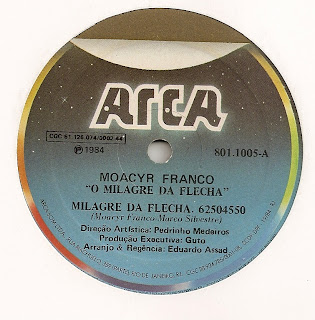 ARCA
CGC 61.126.074/0002-44
Ⓟ 1984
801.1005-A
MOACYR FRANCO
"O MILAGRE DA FLECHA"
MILAGRE DA FLECHA. 62504550
(Moacyr Franco-Marco Silvestre)
Direção Artística: Pedrinho Medeiros
Produção Executiva: Guto
Arranjo & Regência: Eduardo Assad